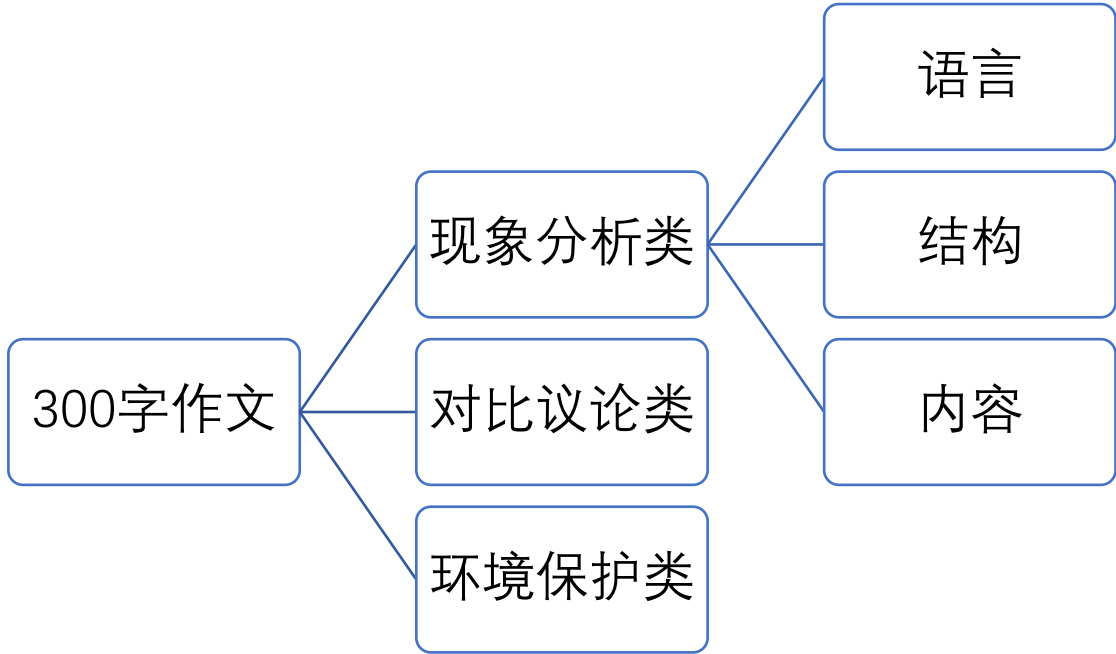 300字作文
现象分析类
对比议论类
环境保护类
语言
结构
内容